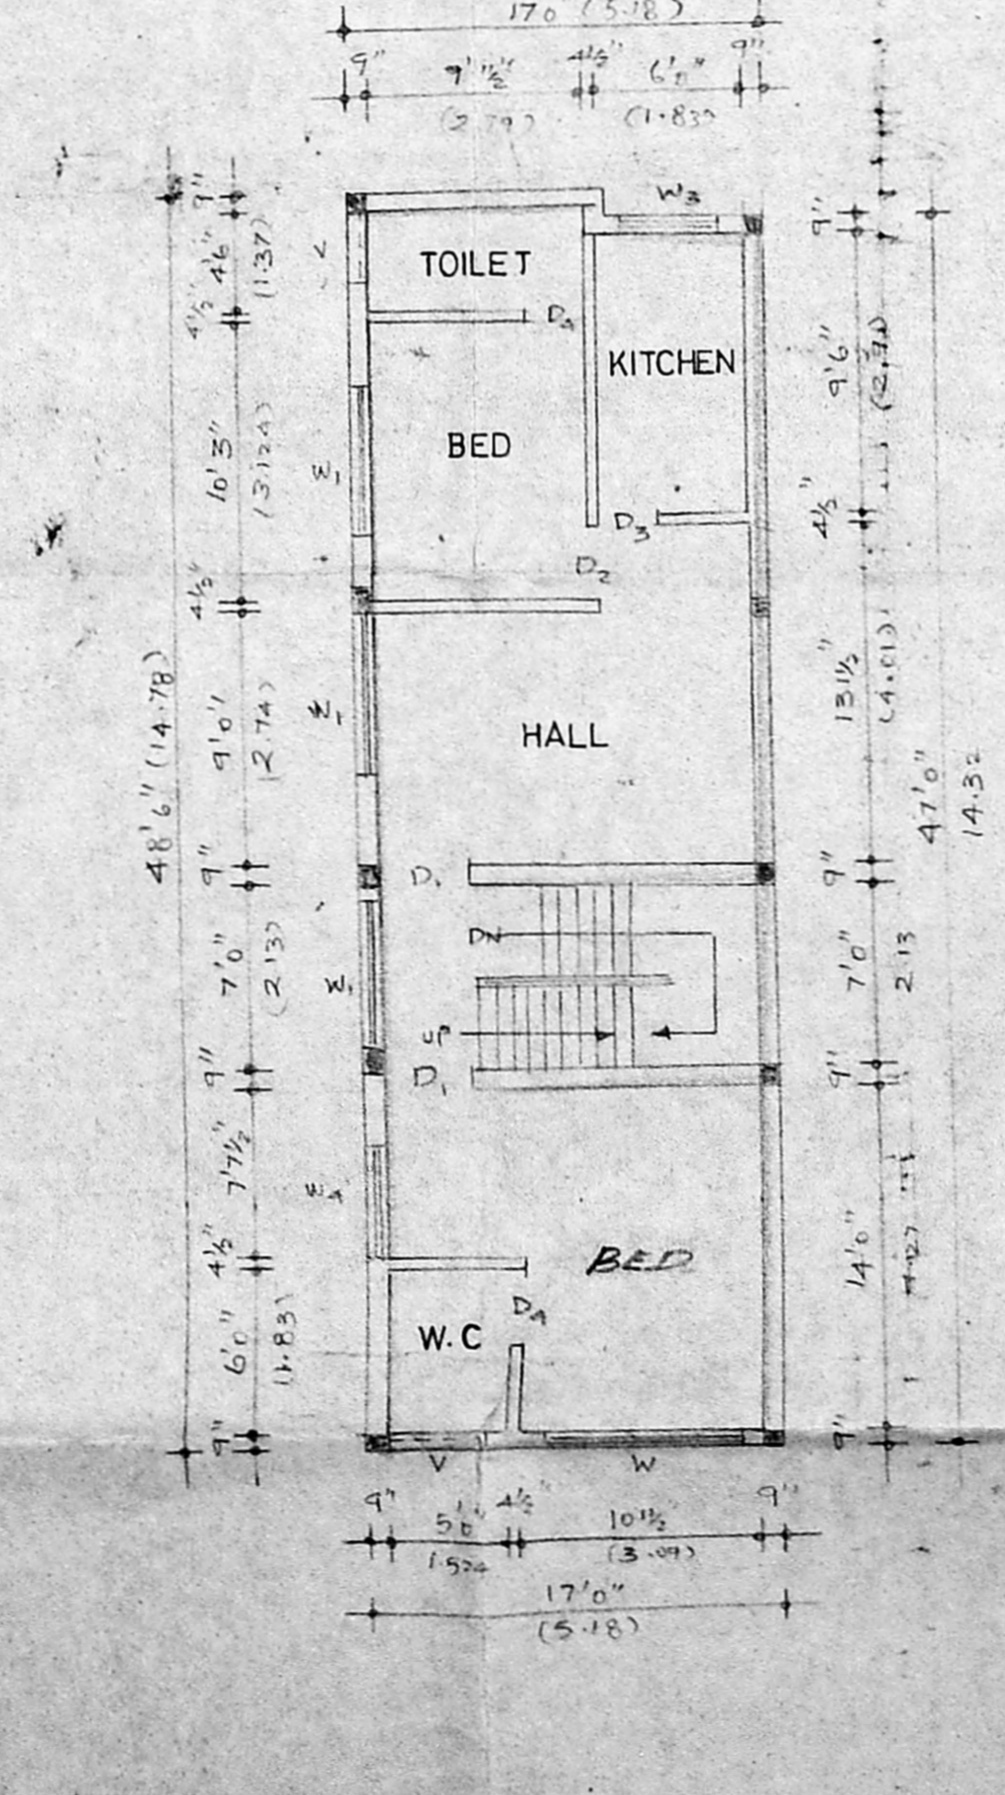 17'0" (5.18)
9" 9'1½" 4½" 6'0" 9"
(2.79) (1.83)
W3
9"
4'6" (1.37)
4½"
10'3" (3.124)
4½"
9'0" (2.74)
9"
7'0" (2.13)
9"
7'7½"
4½"
6'0" (1.83)
9"
48'6" (14.78)
V
W1
W1
W1
TOILET
KITCHEN
BED
D3
D2
HALL
D1
DN
UP
D1
BED
D4
W.C
V W
9"
9'6"
4½"
13'1½" (4.01)
9"
7'0" 2.13
9"
14'0"
9"
47'0" 14.32
9" 5'0" 4½" 10'1½" 9"
1.524 (3.09)
17'0"
(5.18)